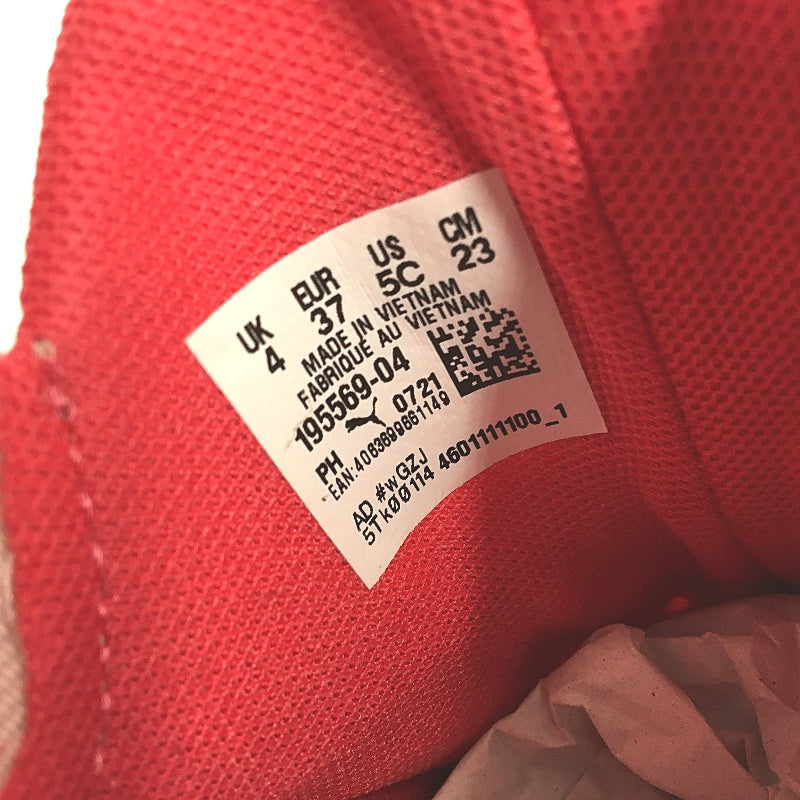 UK EUR US CM
4 37 5C 23
MADE IN VIETNAM
FABRIQUE AU VIETNAM
195569-04
PH 0721
EAN:4063699661149
AD #wGZJ
5Tk00114 4601111100_1